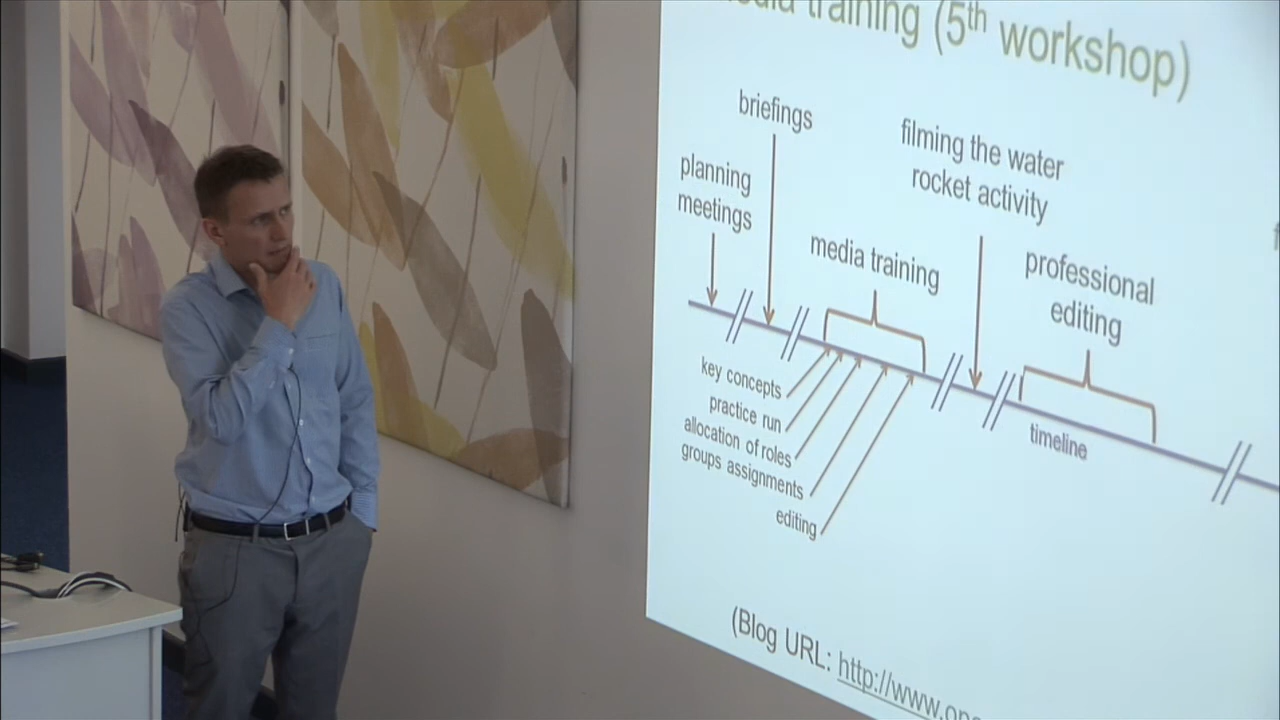 training (5th workshop)
briefings
filming the water
rocket activity
planning
meetings
media training
professional
editing
key concepts
practice run
allocation of roles
groups assignments
editing
timeline
(Blog URL: http://www.